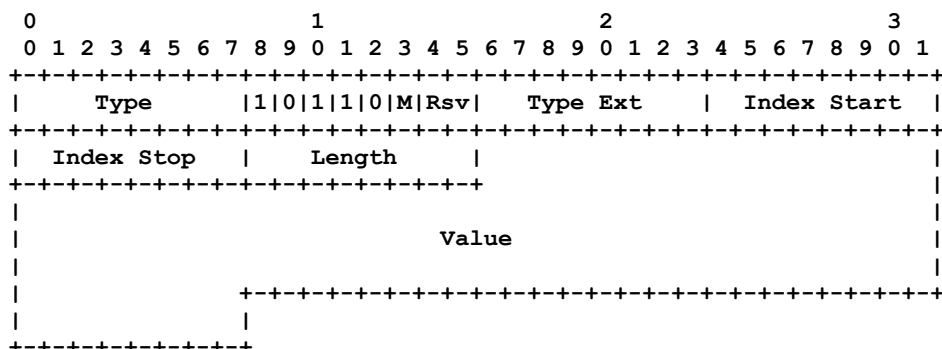 0                   1                   2                   3
 0 1 2 3 4 5 6 7 8 9 0 1 2 3 4 5 6 7 8 9 0 1 2 3 4 5 6 7 8 9 0 1
+-+-+-+-+-+-+-+-+-+-+-+-+-+-+-+-+-+-+-+-+-+-+-+-+-+-+-+-+-+-+-+-+
|     Type      |1|0|1|1|0|M|Rsv|   Type Ext    |  Index Start  |
+-+-+-+-+-+-+-+-+-+-+-+-+-+-+-+-+-+-+-+-+-+-+-+-+-+-+-+-+-+-+-+-+
|  Index Stop   |    Length     |                               |
+-+-+-+-+-+-+-+-+-+-+-+-+-+-+-+-+                               |
|                                                               |
|                             Value                             |
|                                                               |
|               +-+-+-+-+-+-+-+-+-+-+-+-+-+-+-+-+-+-+-+-+-+-+-+-+
|               |
+-+-+-+-+-+-+-+-+